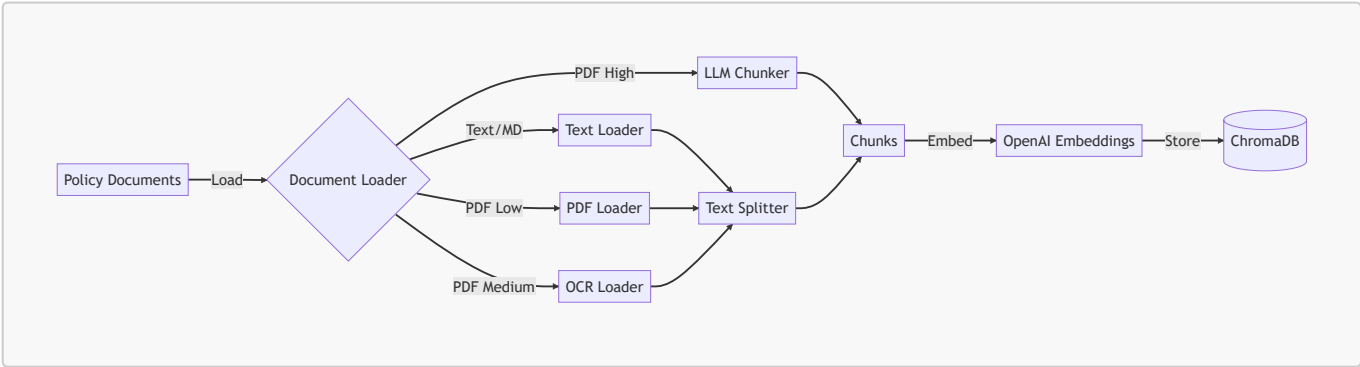 Policy Documents
Load
Document Loader
PDF High
LLM Chunker
Text/MD
Text Loader
PDF Low
PDF Loader
Text Splitter
PDF Medium
OCR Loader
Chunks
Embed
OpenAI Embeddings
Store
ChromaDB